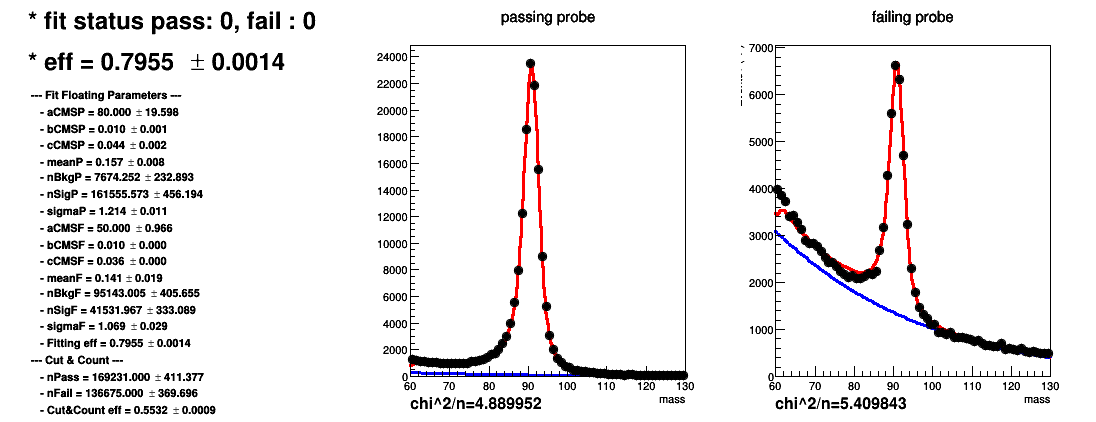 * fit status pass: 0, fail : 0
* eff = 0.7955 ± 0.0014
--- Fit Floating Parameters ---
- aCMSP = 80.000 ± 19.598
- bCMSP = 0.010 ± 0.001
- cCMSP = 0.044 ± 0.002
- meanP = 0.157 ± 0.008
- nBkgP = 7674.252 ± 232.893
- nSigP = 161555.573 ± 456.194
- sigmaP = 1.214 ± 0.011
- aCMSF = 50.000 ± 0.966
- bCMSF = 0.010 ± 0.000
- cCMSF = 0.036 ± 0.000
- meanF = 0.141 ± 0.019
- nBkgF = 95143.005 ± 405.655
- nSigF = 41531.967 ± 333.089
- sigmaF = 1.069 ± 0.029
- Fitting eff = 0.7955 ± 0.0014
--- Cut & Count ---
- nPass = 169231.000 ± 411.377
- nFail = 136675.000 ± 369.696
- Cut&Count eff = 0.5532 ± 0.0009
passing probe
24000
22000
20000
18000
16000
14000
12000
10000
8000
6000
4000
2000
0
60 70 80 90 100 110 120 130
mass
chi^2/n=4.889952
failing probe
7000
6000
5000
4000
3000
2000
1000
0
60 70 80 90 100 110 120 130
mass
chi^2/n=5.409843